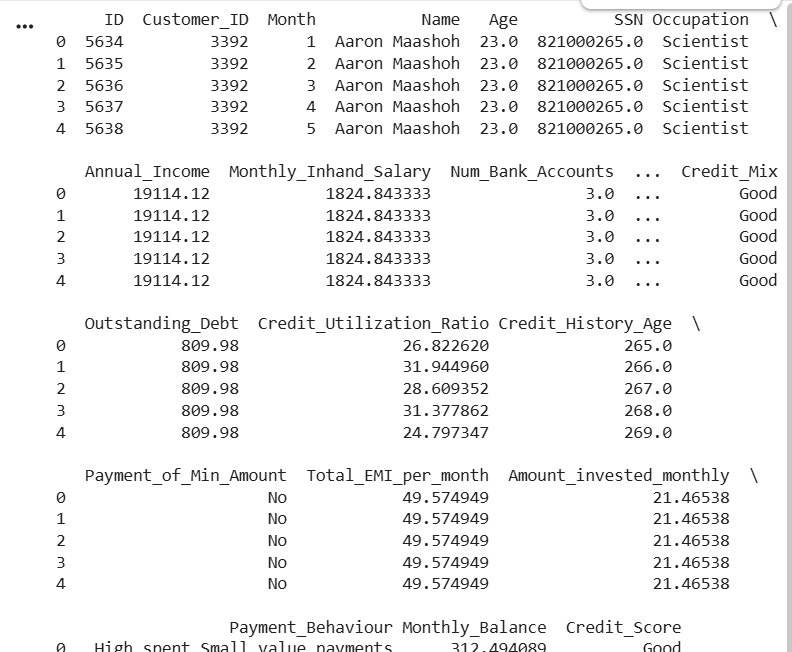 ...
ID Customer_ID Month Name Age SSN Occupation \
0 5634 3392 1 Aaron Maashoh 23.0 821000265.0 Scientist
1 5635 3392 2 Aaron Maashoh 23.0 821000265.0 Scientist
2 5636 3392 3 Aaron Maashoh 23.0 821000265.0 Scientist
3 5637 3392 4 Aaron Maashoh 23.0 821000265.0 Scientist
4 5638 3392 5 Aaron Maashoh 23.0 821000265.0 Scientist
Annual_Income Monthly_Inhand_Salary Num_Bank_Accounts ... Credit_Mix
0 19114.12 1824.843333 3.0 ... Good
1 19114.12 1824.843333 3.0 ... Good
2 19114.12 1824.843333 3.0 ... Good
3 19114.12 1824.843333 3.0 ... Good
4 19114.12 1824.843333 3.0 ... Good
Outstanding_Debt Credit_Utilization_Ratio Credit_History_Age \
0 809.98 26.822620 265.0
1 809.98 31.944960 266.0
2 809.98 28.609352 267.0
3 809.98 31.377862 268.0
4 809.98 24.797347 269.0
Payment_of_Min_Amount Total_EMI_per_month Amount_invested_monthly \
0 No 49.574949 21.46538
1 No 49.574949 21.46538
2 No 49.574949 21.46538
3 No 49.574949 21.46538
4 No 49.574949 21.46538
Payment_Behaviour Monthly_Balance Credit_Score
0 High_spent_Small_value_payments 312.494089 Good